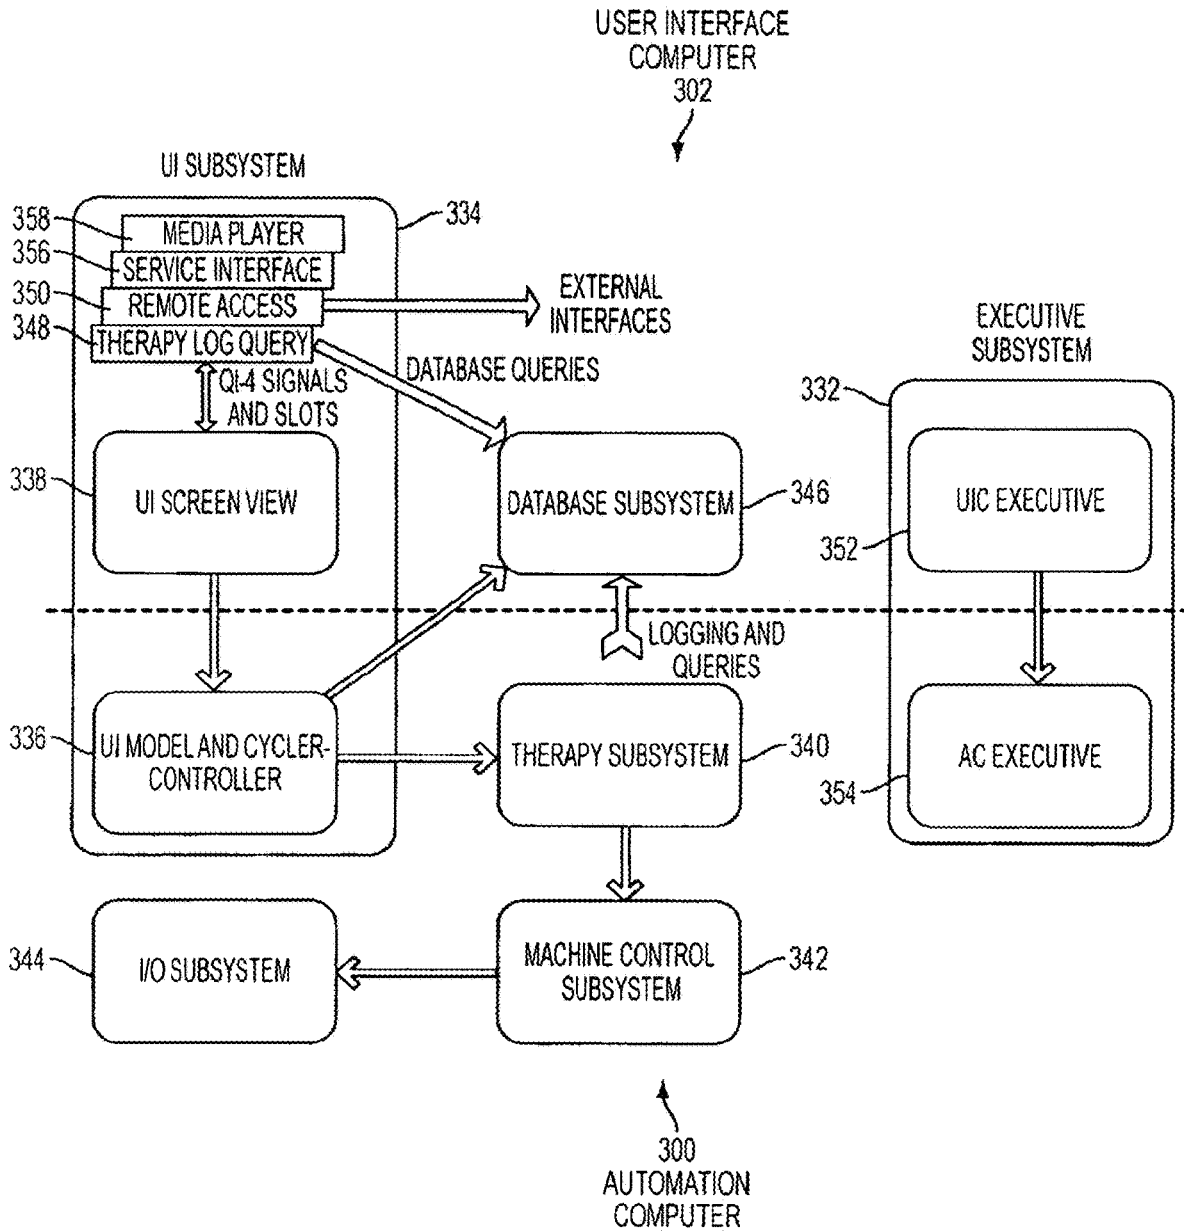 USER INTERFACE
COMPUTER
302
UI SUBSYSTEM
334
358
MEDIA PLAYER
356
SERVICE INTERFACE
350
REMOTE ACCESS
348
THERAPY LOG QUERY
EXTERNAL
INTERFACES
DATABASE QUERIES
QI-4 SIGNALS
AND SLOTS
EXECUTIVE
SUBSYSTEM
332
338
UI SCREEN VIEW
DATABASE SUBSYSTEM
346
UIC EXECUTIVE
352
LOGGING AND
QUERIES
336
UI MODEL AND CYCLER-
CONTROLLER
THERAPY SUBSYSTEM
340
AC EXECUTIVE
354
344
I/O SUBSYSTEM
MACHINE CONTROL
SUBSYSTEM
342
300
AUTOMATION
COMPUTER